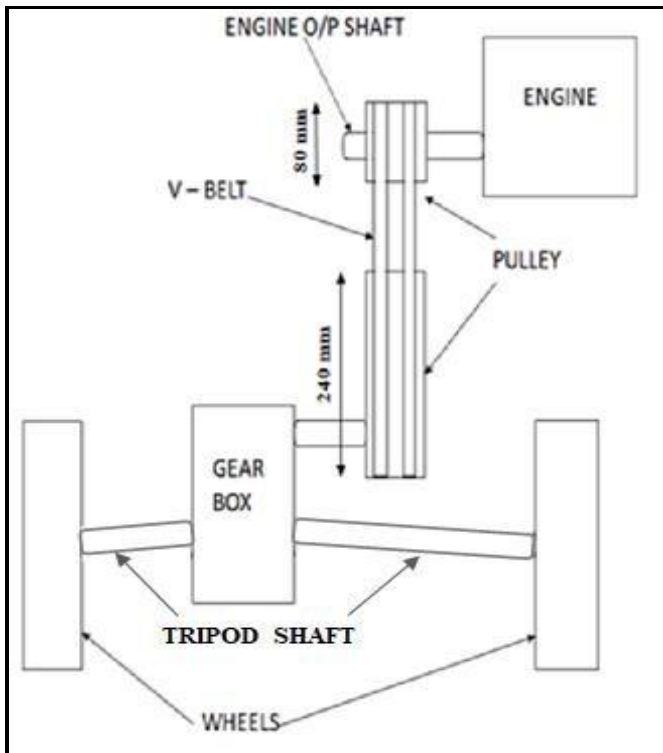 ENGINE O/P SHAFT
ENGINE
80 mm
V – BELT
PULLEY
240 mm
GEAR
BOX
TRIPOD SHAFT
WHEELS